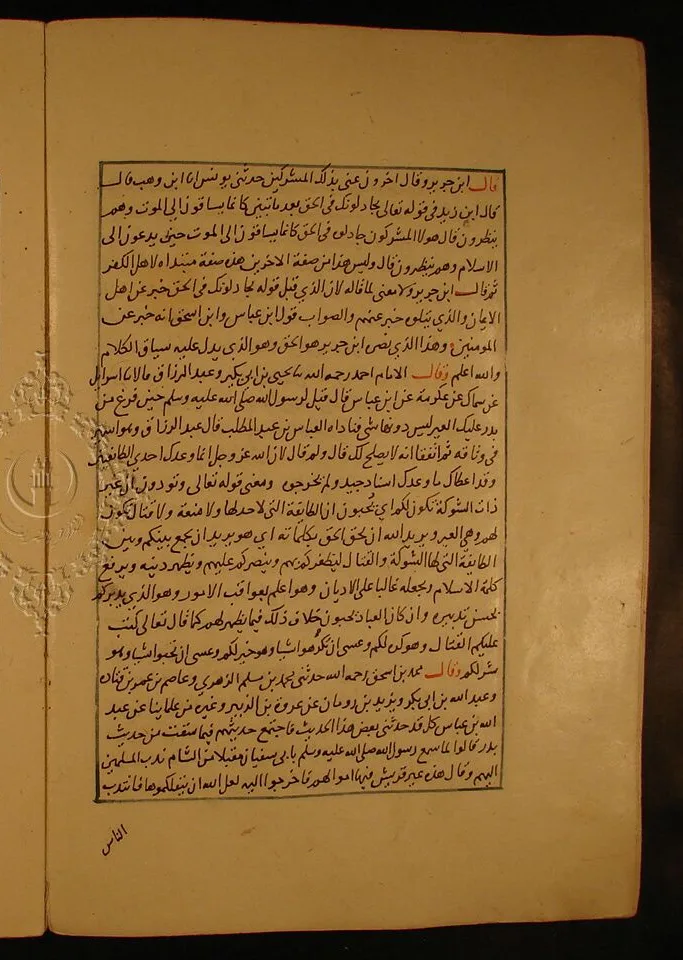 قال ابن جرير وقال اخرون عنى بذلك المشركين حدثني يونس انا ابن وهب قال
قال ابن زيد في قوله تعالى يجادلونك في الحق بعد ما تبين كانما يساقون الى الموت وهم
ينظرون قال هولا المشركون جادلوه في الحق كانما يساقون الى الموت حين يدعون الى
الاسلام وهم ينظرون قال وليس هذا من صفة الاخرين هذه صفة مبتداه لاهل الكفر
ثم قال ابن جرير ولا معنى لما قاله لان الذي قبل قوله يجادلونك في الحق خبر عن اهل
الايمان والذي يتلوه خبر عنهم والصواب قول ابن عباس وابن اسحق انه خبر عن
المومنين وهذا الذي نصره ابن جرير هو الحق وهو الذي يدل عليه سياق الكلام
والله اعلم وقال الامام احمد رحمه الله يحيى بن ابي بكير وعبد الرزاق قالا نا اسرايل
عن سماك عن عكرمة عن ابن عباس قال قيل لرسول الله صلى الله عليه وسلم حين فرغ من
بدر عليك العير ليس دونها شي فناداه العباس بن عبد المطلب قال عبد الرزاق وهو اسير
في وثاقه ثم اتفقا انه لا يصلح لك قال ولم قال لان الله عز وجل انما وعدك احدى الطايفتين
وقد اعطاك ما وعدك اسناد جيد ولم يخرجوه ومعنى قوله تعالى وتودون ان غير
ذات الشوكة تكون لكم اي يحبون ان الطايفة التي لا حد لها ولا منعة ولا قتال تكون
لهم وهي العير ويريد الله ان يحق الحق بكلماته اي هو يريد ان يجمع بينكم وبين
الطايفة التي لها الشوكة والقتال ليظفركم بهم وينصركم عليهم ويظهر دينه ويرفع
كلمة الاسلام ويجعله غالبا على الاديان وهو اعلم بعواقب الامور وهو الذي يدبركم
بحسن تدبيره وان كان العباد يحبون خلاف ذلك فيما يظهر لهم كما قال تعالى كتب
عليكم القتال وهو كره لكم وعسى ان تكرهوا شيا وهو خير لكم وعسى ان تحبوا شيا وهو
شر لكم وقال محمد بن اسحق رحمه الله حدثني محمد بن مسلم الزهري وعاصم بن عمر بن قتاده
وعبد الله بن ابي بكر ويزيد بن رومان عن عروة بن الزبير وغيره من علماينا عن عبد
الله بن عباس كل قد حدثني بعض هذا الحديث فاجتمع حديثهم فيما سقت من حديث
بدر قالوا لما سمع رسول الله صلى الله عليه وسلم بابي سفيان مقبلا من الشام ندب المسلمين
اليهم وقال هذه عير قريش فيها اموالهم فاخرجوا اليه لعل الله ان ينفلكموها فانتدب
الناس